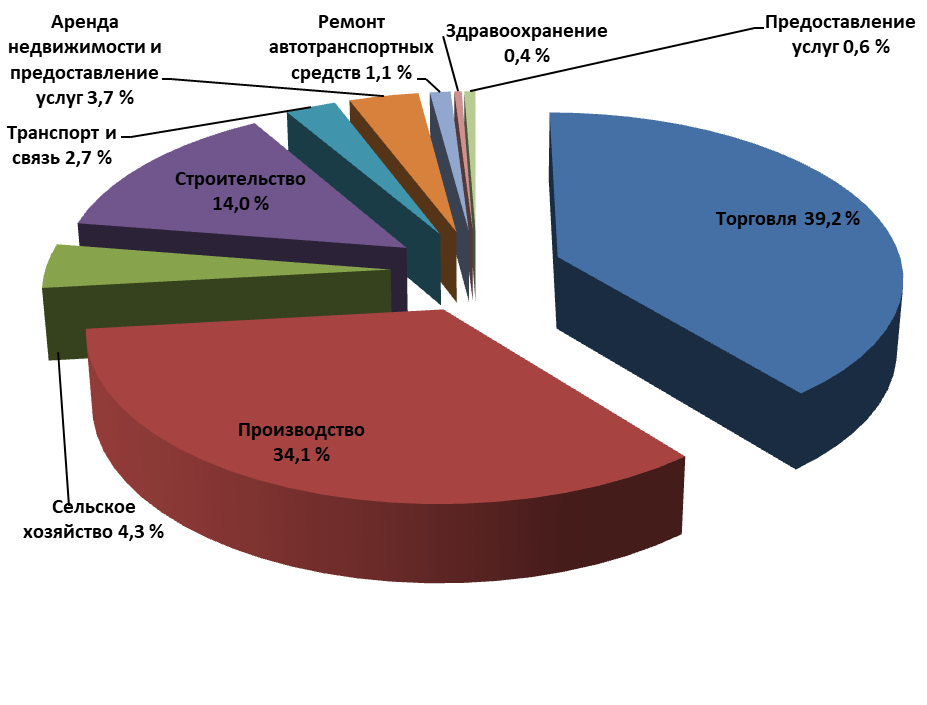 Аренда
недвижимости и
предоставление
услуг 3,7 %
Ремонт
автотранспортных
средств 1,1 %
Здравоохранение
0,4 %
Предоставление
услуг 0,6 %
Транспорт и
связь 2,7 %
Строительство
14,0 %
Торговля 39,2 %
Производство
34,1 %
Сельское
хозяйство 4,3 %